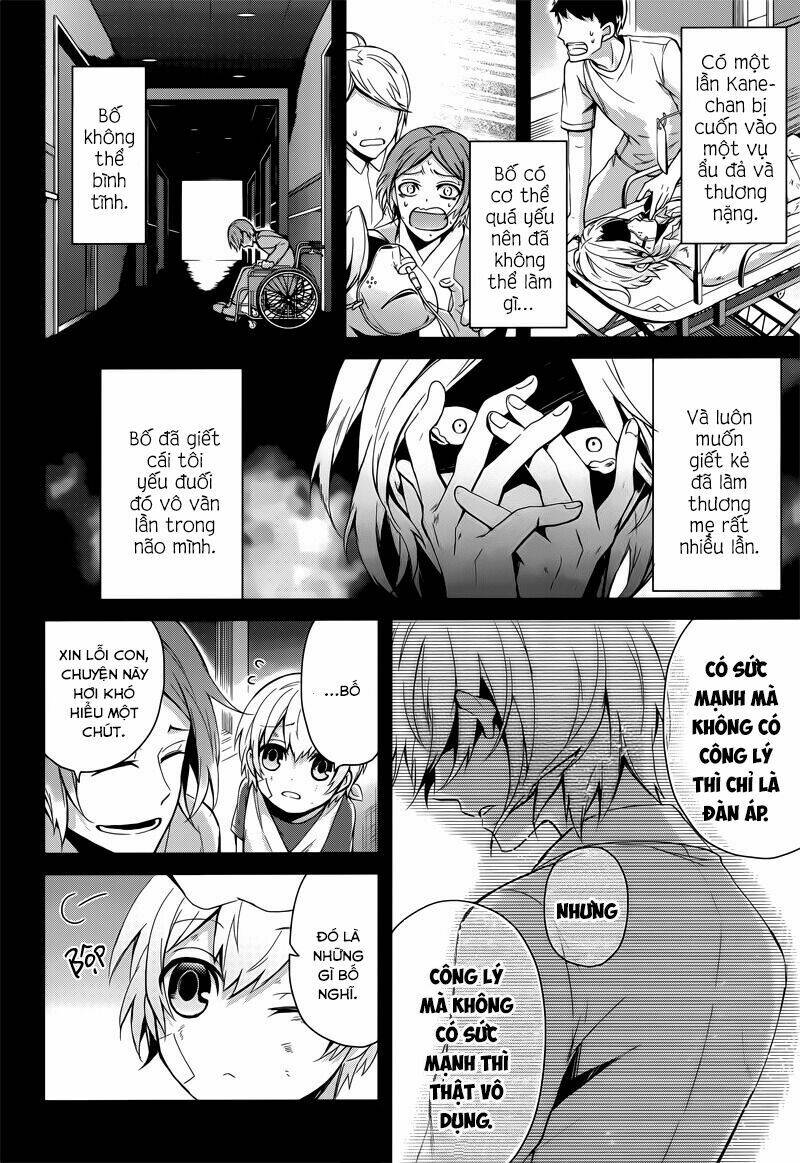 Có một
lần Kane-
chan bị
cuốn vào
một vụ
ẩu đả và
thương
nặng.
Bố có
cơ thể
quá yếu
nên đã
không
thể làm
gì...
Bố
không
thể
bình
tĩnh.
Và luôn
muốn
giết kẻ
đã làm
thương
mẹ rất
nhiều lần.
Bố đã giết
cái tôi
yếu đuối
đó vô vàn
lần trong
não mình.
CÓ SỨC
MẠNH MÀ
KHÔNG CÓ
CÔNG LÝ
THÌ CHỈ LÀ
ĐÀN ÁP.
NHƯNG
CÔNG LÝ
MÀ KHÔNG
CÓ SỨC
MẠNH THÌ
THẬT VÔ
DỤNG.
...BỐ
XIN LỖI CON,
CHUYỆN NÀY
HƠI KHÓ
HIỂU MỘT
CHÚT.
ĐÓ LÀ
NHỮNG
GÌ BỐ
NGHĨ.
BỘP